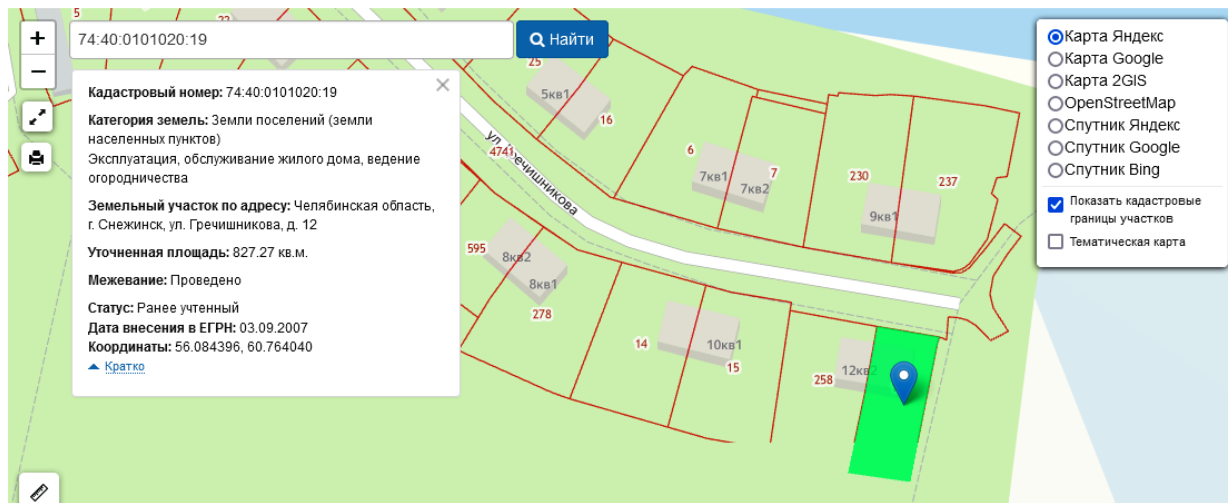 +
−
74:40:0101020:19
Найти
Кадастровый номер: 74:40:0101020:19
Категория земель: Земли поселений (земли
населенных пунктов)
Эксплуатация, обслуживание жилого дома, ведение
огородничества
Земельный участок по адресу: Челябинская область,
г. Снежинск, ул. Гречишникова, д. 12
Уточненная площадь: 827.27 кв.м.
Межевание: Проведено
Статус: Ранее учтенный
Дата внесения в ЕГРН: 03.09.2007
Координаты: 56.084396, 60.764040
Кратко
Карта Яндекс
Карта Google
Карта 2GIS
OpenStreetMap
Спутник Яндекс
Спутник Google
Спутник Bing
Показать кадастровые
границы участков
Тематическая карта
5
22
25
5кв1
16
ул. Гречишникова
4741
6
7
7кв1
7кв2
230
237
9кв1
595
8кв2
8кв1
278
14
10кв1
15
258
12кв2